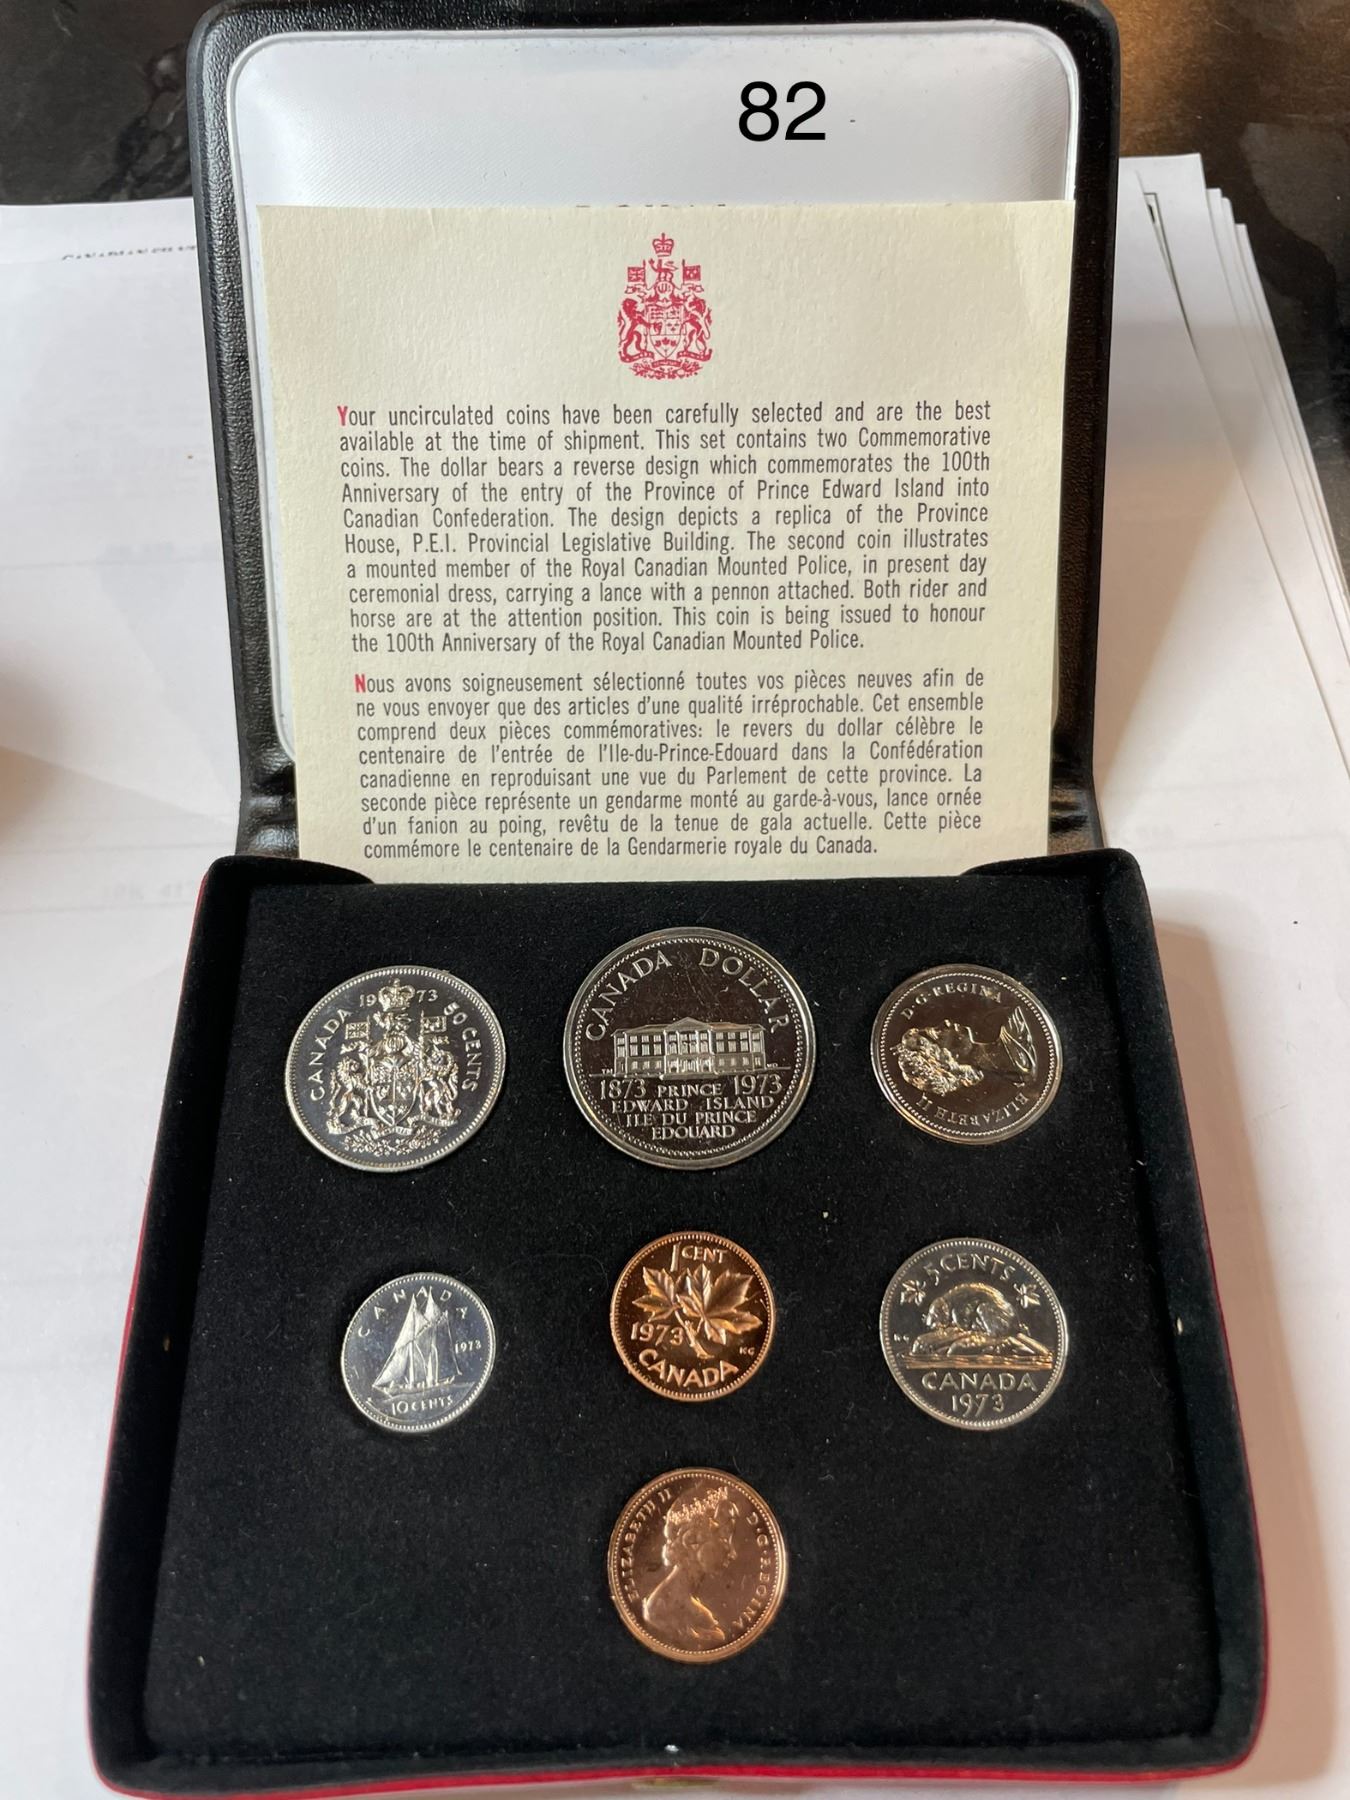 82
Your uncirculated coins have been carefully selected and are the best
available at the time of shipment. This set contains two Commemorative
coins. The dollar bears a reverse design which commemorates the 100th
Anniversary of the entry of the Province of Prince Edward Island into
Canadian Confederation. The design depicts a replica of the Province
House, P.E.I. Provincial Legislative Building. The second coin illustrates
a mounted member of the Royal Canadian Mounted Police, in present day
ceremonial dress, carrying a lance with a pennon attached. Both rider and
horse are at the attention position. This coin is being issued to honour
the 100th Anniversary of the Royal Canadian Mounted Police.
Nous avons soigneusement sélectionné toutes vos pièces neuves afin de
ne vous envoyer que des articles d'une qualité irréprochable. Cet ensemble
comprend deux pièces commémoratives: le revers du dollar célèbre le
centenaire de l'entrée de l'Ile-du-Prince-Edouard dans la Confédération
canadienne en reproduisant une vue du Parlement de cette province. La
seconde pièce représente un gendarme monté au garde-à-vous, lance ornée
d'un fanion au poing, revêtu de la tenue de gala actuelle. Cette pièce
commémore le centenaire de la Gendarmerie royale du Canada.
1973
CANADA 50 CENTS
CANADA DOLLAR
1873 PRINCE 1973
EDWARD ISLAND
ILE DU PRINCE
EDOUARD
ELIZABETH II D·G·REGINA
CANADA
1973
10 CENTS
1 CENT
1973
KG
CANADA
5 CENTS
KG
CANADA
1973
ELIZABETH II D·G·REGINA